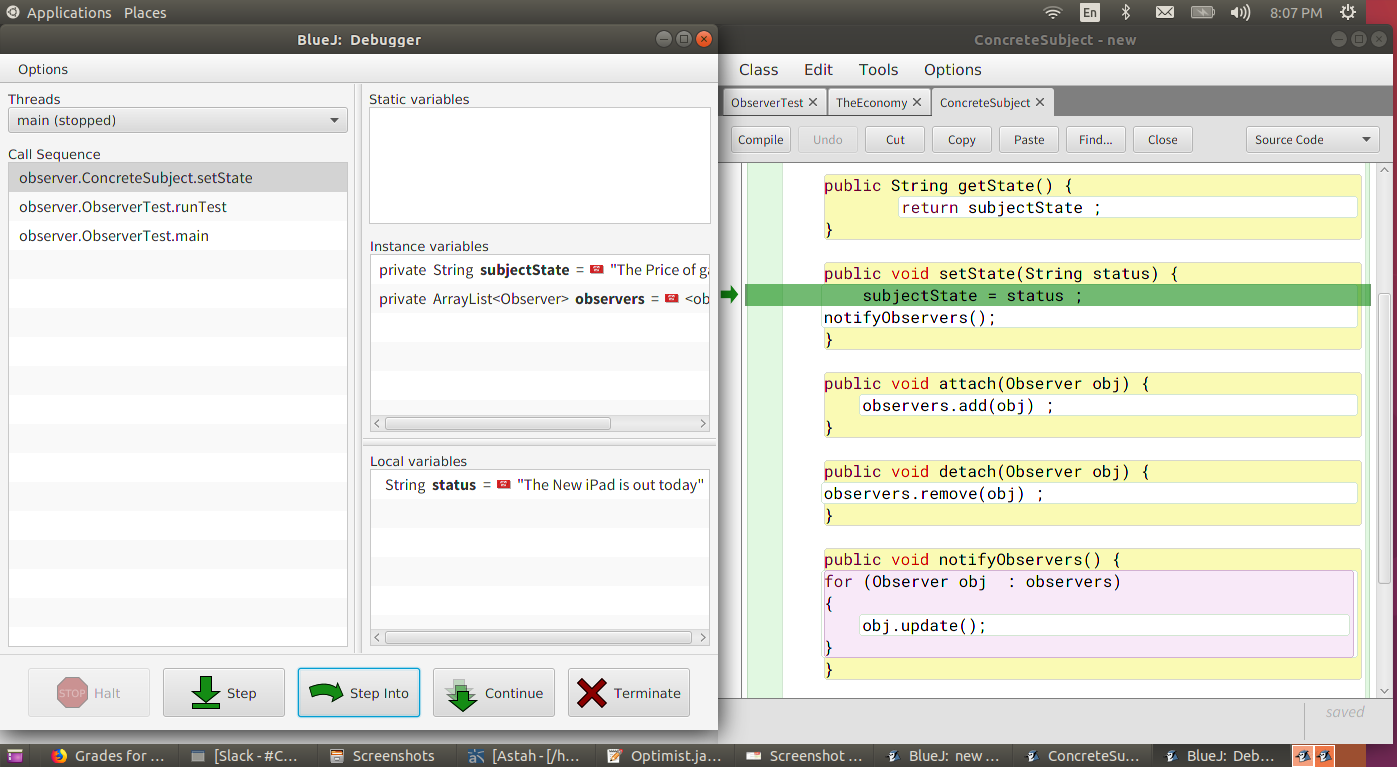 Applications Places En 8:07 PM
BlueJ: Debugger
Options
Threads
main (stopped)
Call Sequence
observer.ConcreteSubject.setState
observer.ObserverTest.runTest
observer.ObserverTest.main
Static variables
Instance variables
private String subjectState = "The Price of ga
private ArrayList<Observer> observers = <ob
Local variables
String status = "The New iPad is out today"
STOP Halt
Step
Step Into
Continue
Terminate
ConcreteSubject - new
Class Edit Tools Options
ObserverTest TheEconomy ConcreteSubject
Compile Undo Cut Copy Paste Find... Close Source Code
public String getState() {
return subjectState ;
}
public void setState(String status) {
subjectState = status ;
notifyObservers();
}
public void attach(Observer obj) {
observers.add(obj) ;
}
public void detach(Observer obj) {
observers.remove(obj) ;
}
public void notifyObservers() {
for (Observer obj : observers)
{
obj.update();
}
}
saved
Grades for ... [Slack - #C... Screenshots [Astah - [/h... Optimist.ja... Screenshot ... BlueJ: new ... ConcreteSu... BlueJ: Deb...